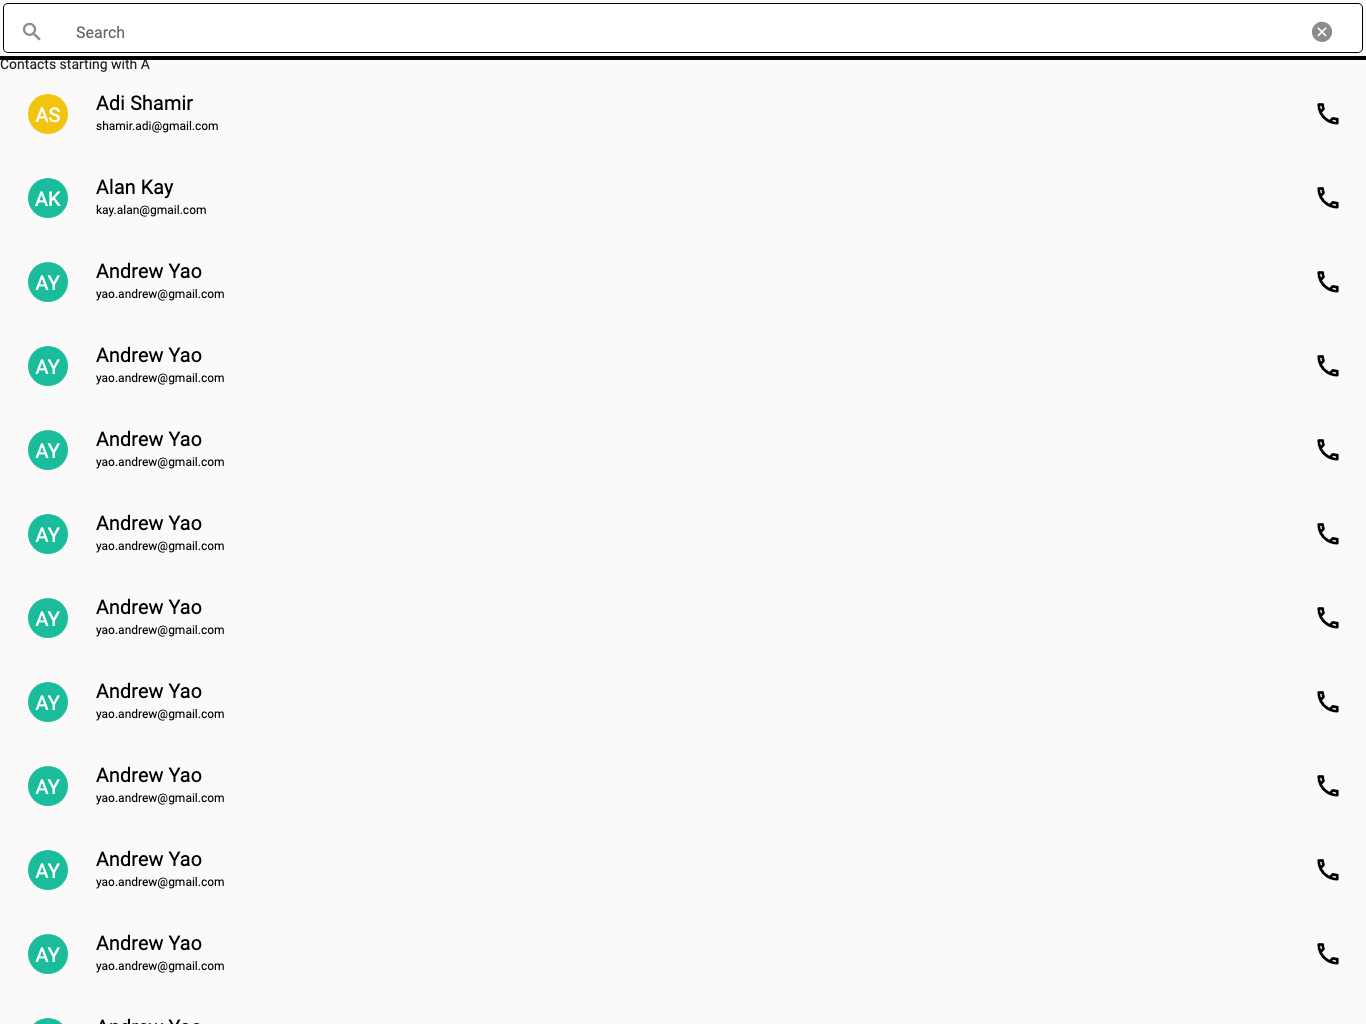 Search
Contacts starting with A
AS
Adi Shamir
shamir.adi@gmail.com
AK
Alan Kay
kay.alan@gmail.com
AY
Andrew Yao
yao.andrew@gmail.com
AY
Andrew Yao
yao.andrew@gmail.com
AY
Andrew Yao
yao.andrew@gmail.com
AY
Andrew Yao
yao.andrew@gmail.com
AY
Andrew Yao
yao.andrew@gmail.com
AY
Andrew Yao
yao.andrew@gmail.com
AY
Andrew Yao
yao.andrew@gmail.com
AY
Andrew Yao
yao.andrew@gmail.com
AY
Andrew Yao
yao.andrew@gmail.com
Andrew Yao